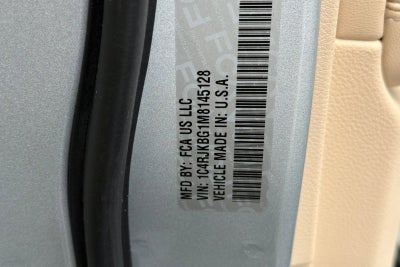 MFD BY: FCA US LLC
VIN: 1C4RJKBG1M8145128
VEHICLE MADE IN: U.S.A.